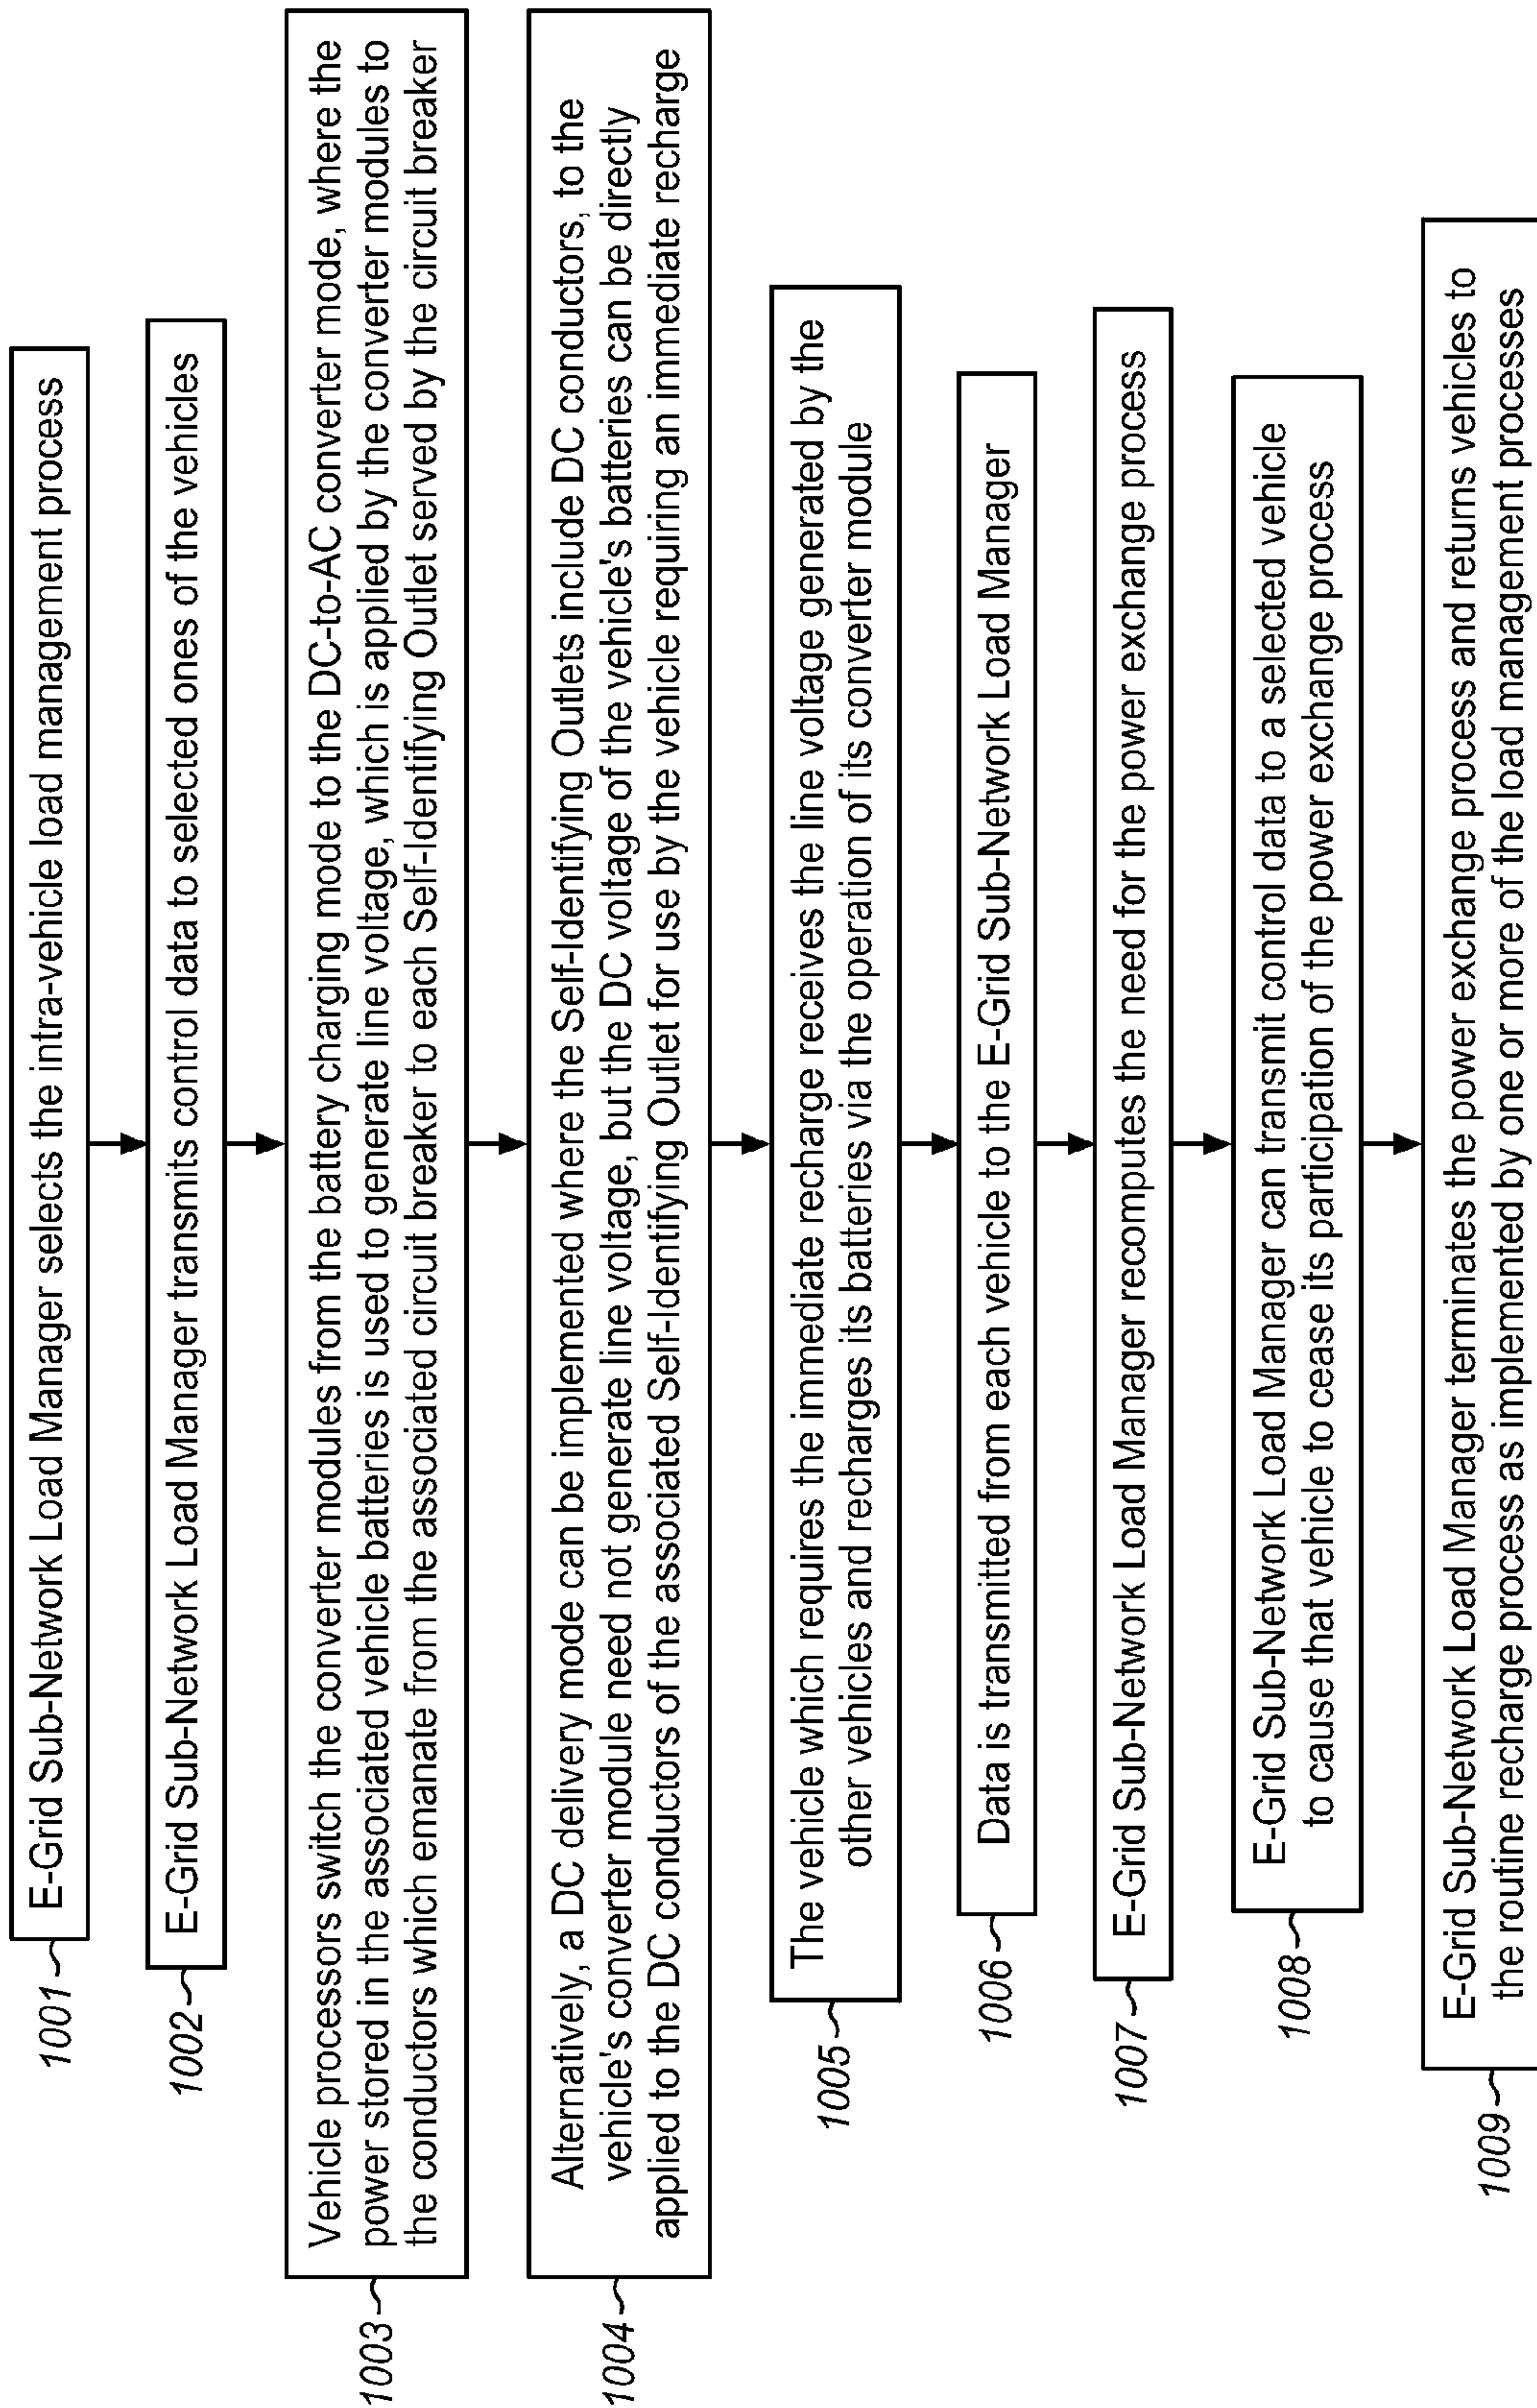 1001
E-Grid Sub-Network Load Manager selects the intra-vehicle load management process
1002
E-Grid Sub-Network Load Manager transmits control data to selected ones of the vehicles
1003
Vehicle processors switch the converter modules from the battery charging mode to the DC-to-AC converter mode, where the
power stored in the associated vehicle batteries is used to generate line voltage, which is applied by the converter modules to
the conductors which emanate from the associated circuit breaker to each Self-Identifying Outlet served by the circuit breaker
1004
Alternatively, a DC delivery mode can be implemented where the Self-Identifying Outlets include DC conductors, to the
vehicle's converter module need not generate line voltage, but the DC voltage of the vehicle's batteries can be directly
applied to the DC conductors of the associated Self-Identifying Outlet for use by the vehicle requiring an immediate recharge
1005
The vehicle which requires the immediate recharge receives the line voltage generated by the
other vehicles and recharges its batteries via the operation of its converter module
1006
Data is transmitted from each vehicle to the E-Grid Sub-Network Load Manager
1007
E-Grid Sub-Network Load Manager recomputes the need for the power exchange process
1008
E-Grid Sub-Network Load Manager can transmit control data to a selected vehicle
to cause that vehicle to cease its participation of the power exchange process
1009
E-Grid Sub-Network Load Manager terminates the power exchange process and returns vehicles to
the routine recharge process as implemented by one or more of the load management processes